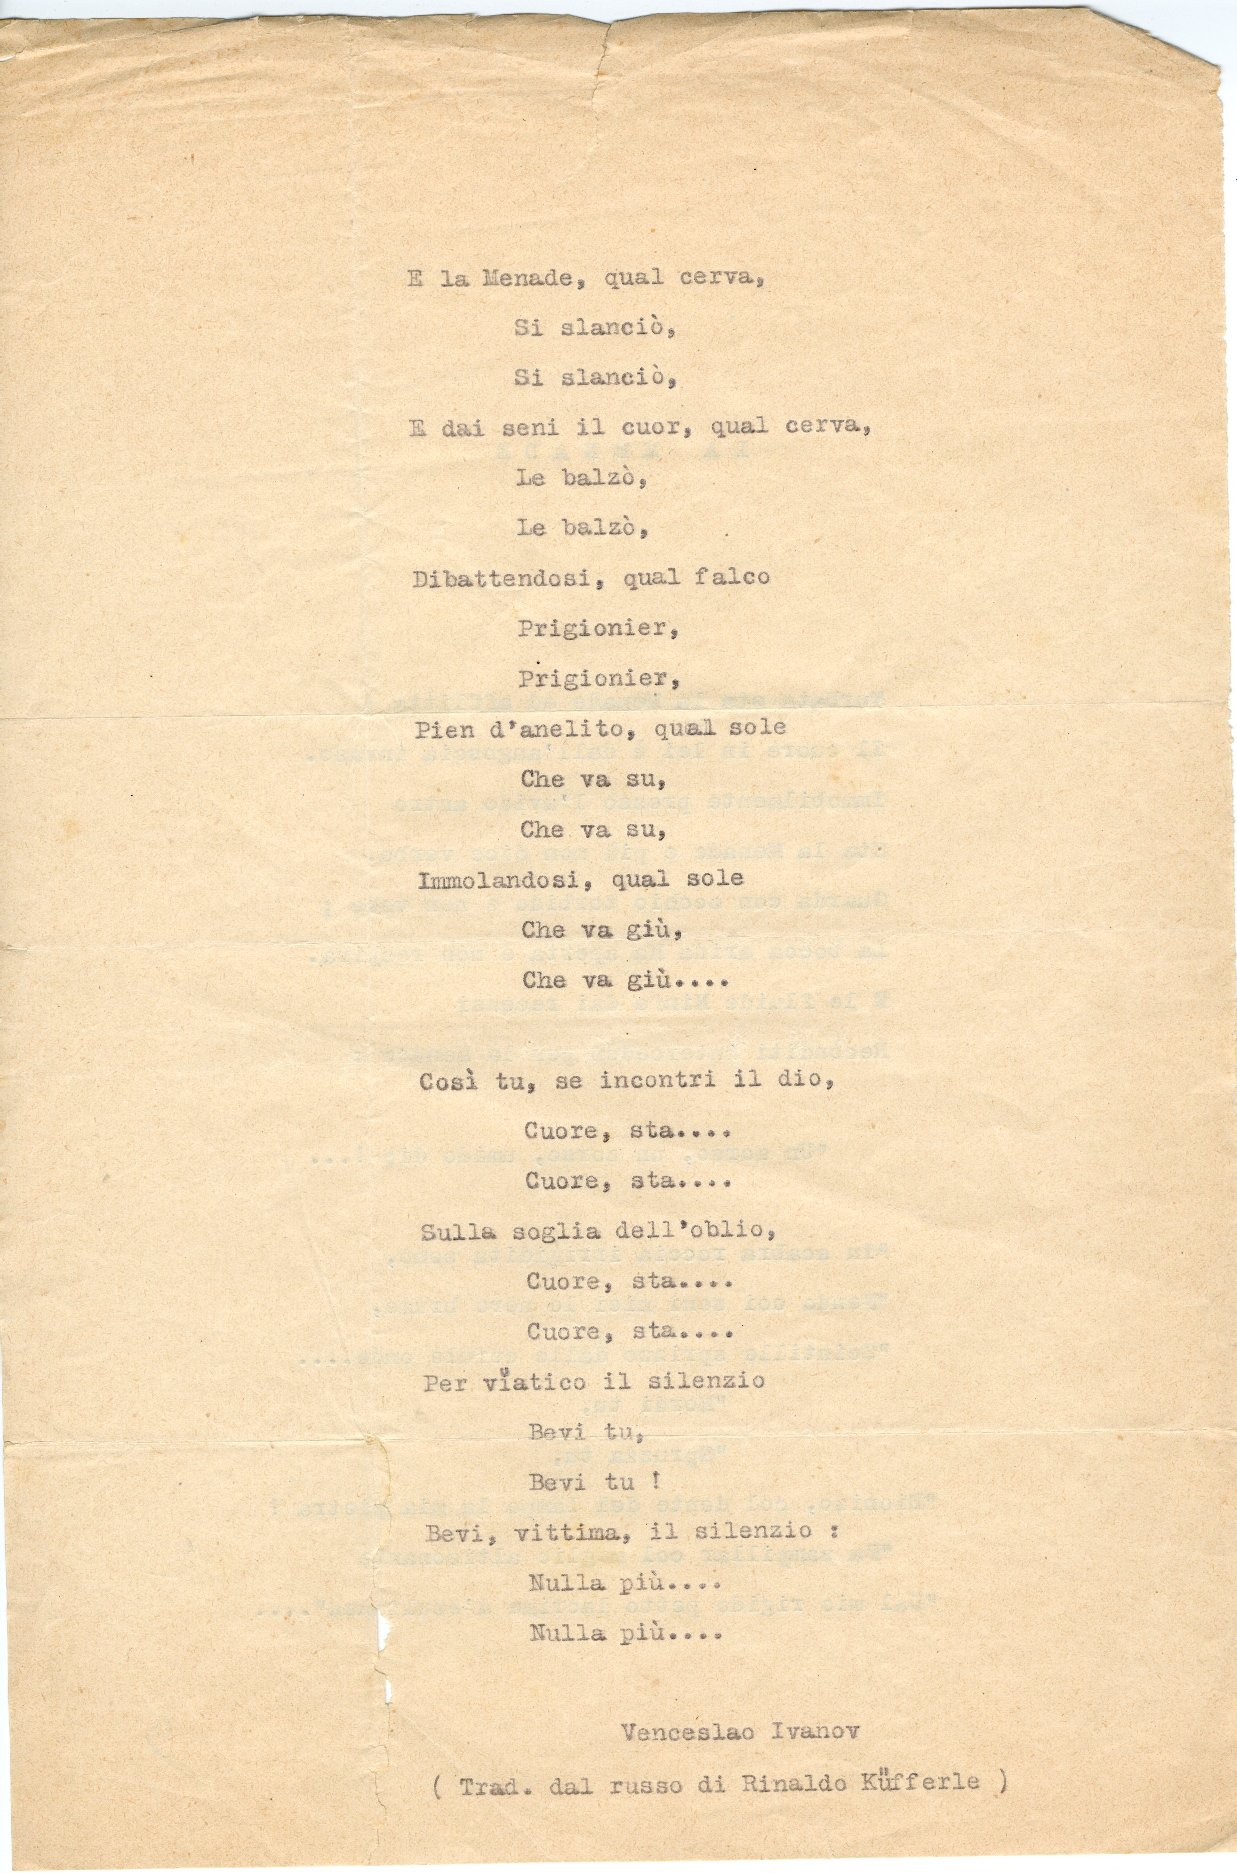 E la Menade, qual cerva,
Si slanciò,
Si slanciò,
E dai seni il cuor, qual cerva,
Le balzò,
Le balzò,
Dibattendosi, qual falco
Prigionier,
Prigionier,
Pien d'anelito, qual sole
Che va su,
Che va su,
Immolandosi, qual sole
Che va giù,
Che va giù....
Così tu, se incontri il dio,
Cuore, sta....
Cuore, sta....
Sulla soglia dell'oblio,
Cuore, sta....
Cuore, sta....
Per viatico il silenzio
Bevi tu,
Bevi tu !
Bevi, vittima, il silenzio :
Nulla più....
Nulla più....
Venceslao Ivanov
( Trad. dal russo di Rinaldo Küfferle )